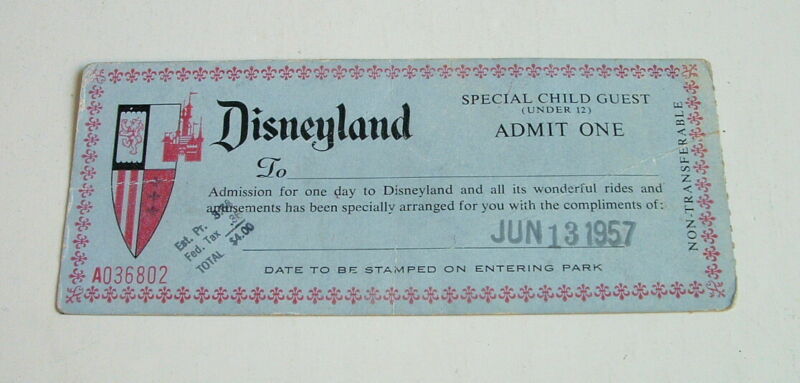 Disneyland
SPECIAL CHILD GUEST
(UNDER 12)
ADMIT ONE
To
Admission for one day to Disneyland and all its wonderful rides and
amusements has been specially arranged for you with the compliments of:
Est. Pr.
Fed. Tax
TOTAL $4.00
JUN 13 1957
A036802
DATE TO BE STAMPED ON ENTERING PARK
NON-TRANSFERABLE